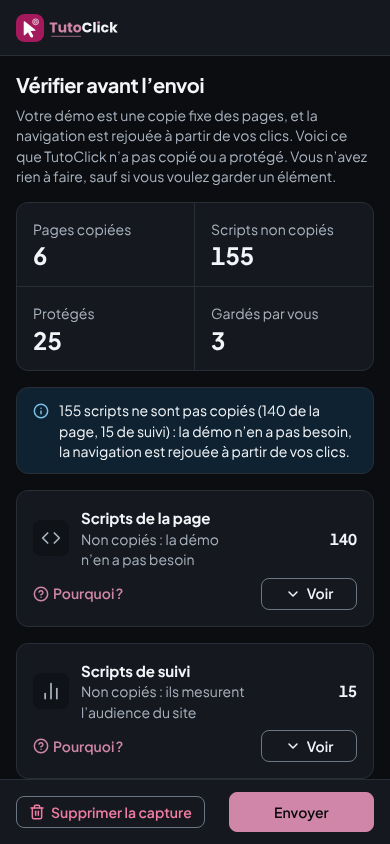 TutoClick
Vérifier avant l’envoi
Votre démo est une copie fixe des pages, et la
navigation est rejouée à partir de vos clics. Voici ce
que TutoClick n’a pas copié ou a protégé. Vous n’avez
rien à faire, sauf si vous voulez garder un élément.
Pages copiées
6
Scripts non copiés
155
Protégés
25
Gardés par vous
3
155 scripts ne sont pas copiés (140 de la
page, 15 de suivi) : la démo n’en a pas besoin,
la navigation est rejouée à partir de vos clics.
Scripts de la page
Non copiés : la démo
n’en a pas besoin
140
Pourquoi ?
Voir
Scripts de suivi
Non copiés : ils mesurent
l’audience du site
15
Pourquoi ?
Voir
Supprimer la capture
Envoyer